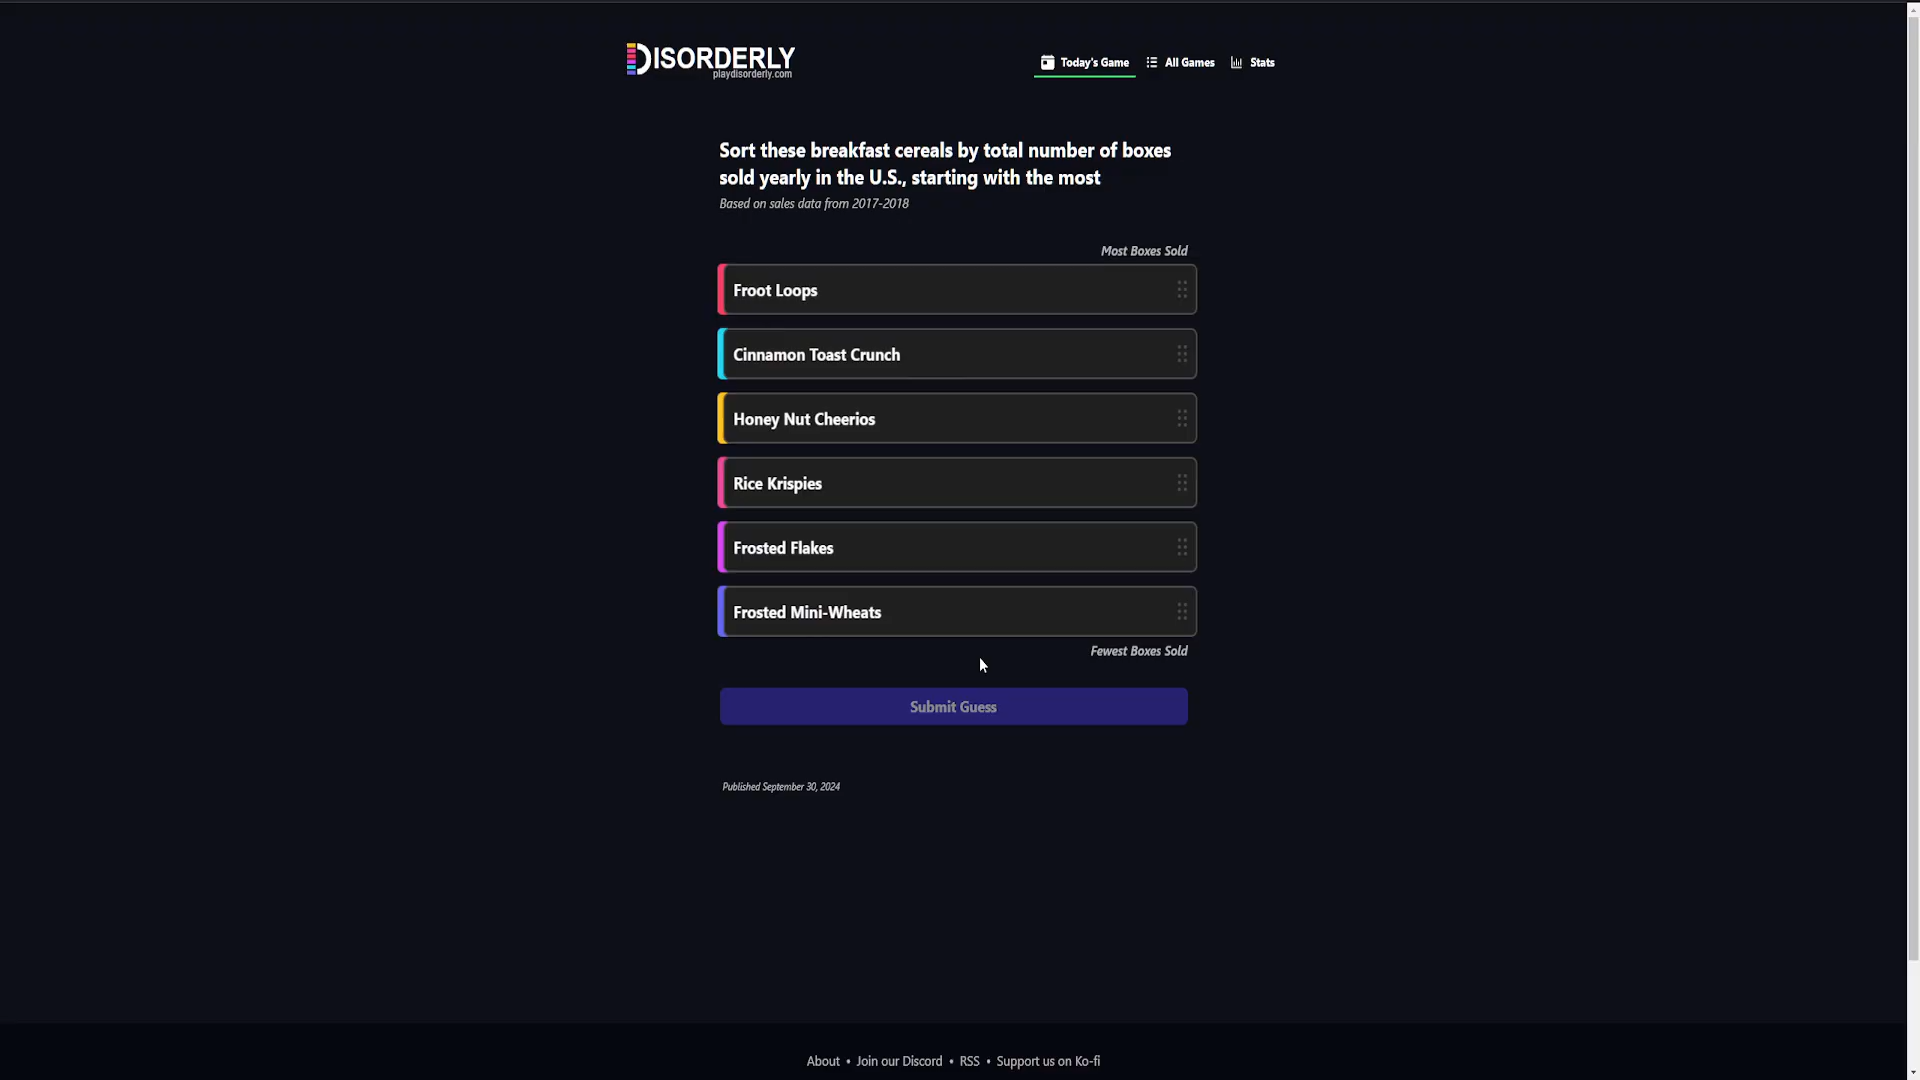 DISORDERLY
playdisorderly.com
Today's Game
All Games
Stats
Sort these breakfast cereals by total number of boxes
sold yearly in the U.S., starting with the most
Based on sales data from 2017-2018
Most Boxes Sold
Froot Loops
Cinnamon Toast Crunch
Honey Nut Cheerios
Rice Krispies
Frosted Flakes
Frosted Mini-Wheats
Fewest Boxes Sold
Submit Guess
Published September 30, 2024
About • Join our Discord • RSS • Support us on Ko-fi